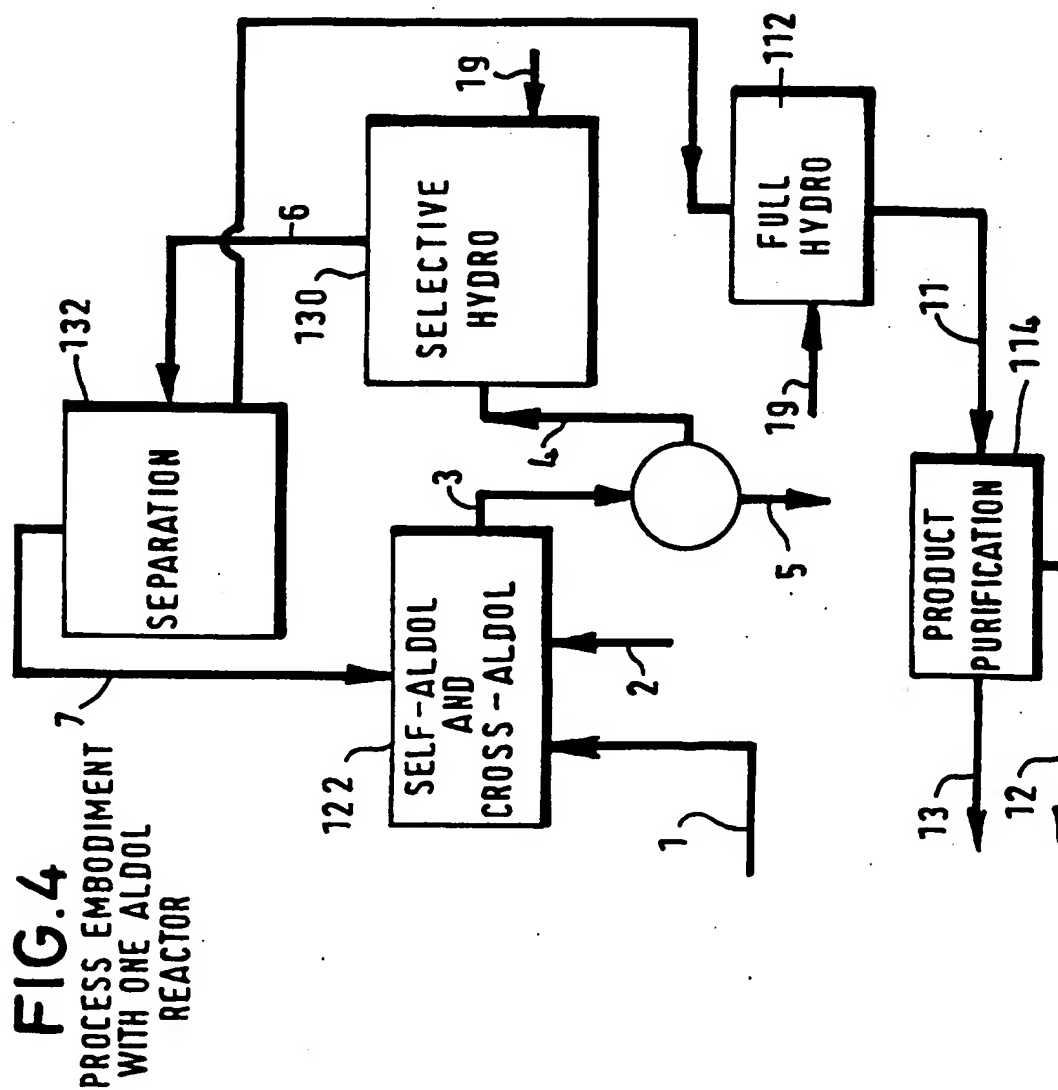 FIG.4
PROCESS EMBODIMENT
WITH ONE ALDOL
REACTOR
7
132
SEPARATION
6
130
SELECTIVE
HYDRO
19
122
SELF-ALDOL
AND
CROSS-ALDOL
3
4
5
1
2
19
FULL
HYDRO
112
11
114
PRODUCT
PURIFICATION
13
12